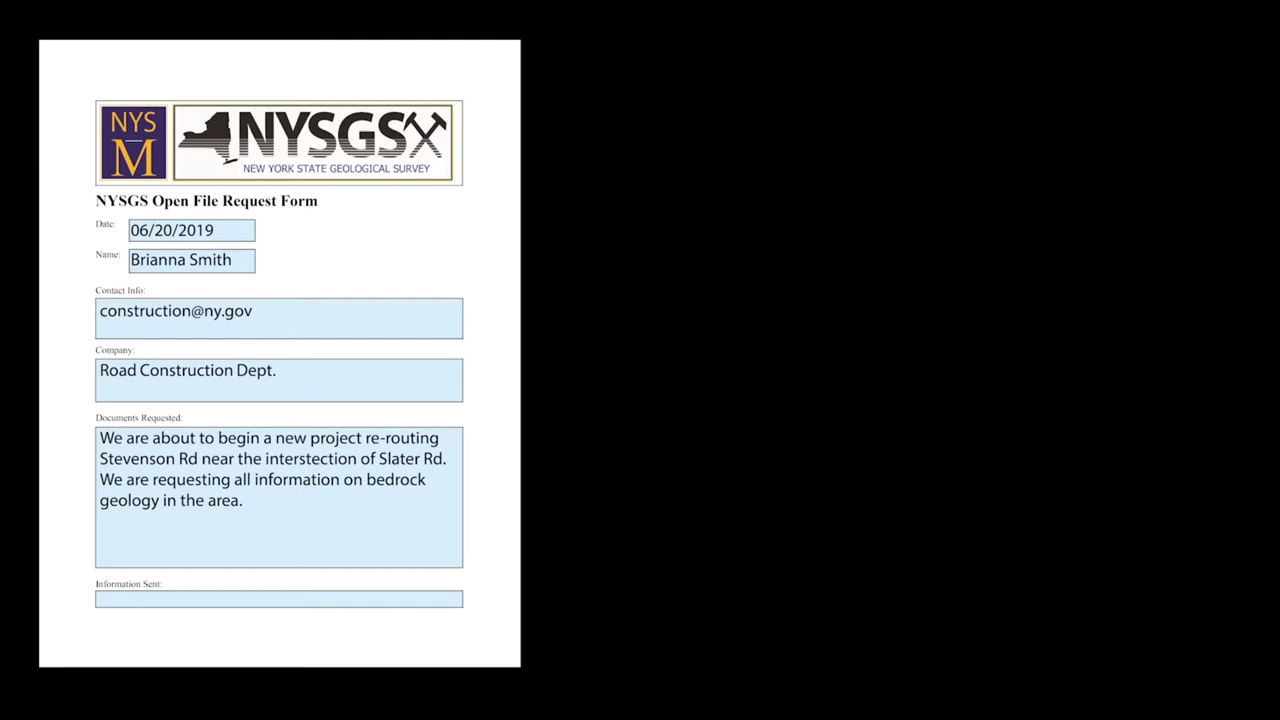 NYS
M
NYSGS
NEW YORK STATE GEOLOGICAL SURVEY
NYSGS Open File Request Form
Date: 06/20/2019
Name: Brianna Smith
Contact Info:
construction@ny.gov
Company:
Road Construction Dept.
Documents Requested:
We are about to begin a new project re-routing
Stevenson Rd near the interstection of Slater Rd.
We are requesting all information on bedrock
geology in the area.
Information Sent: